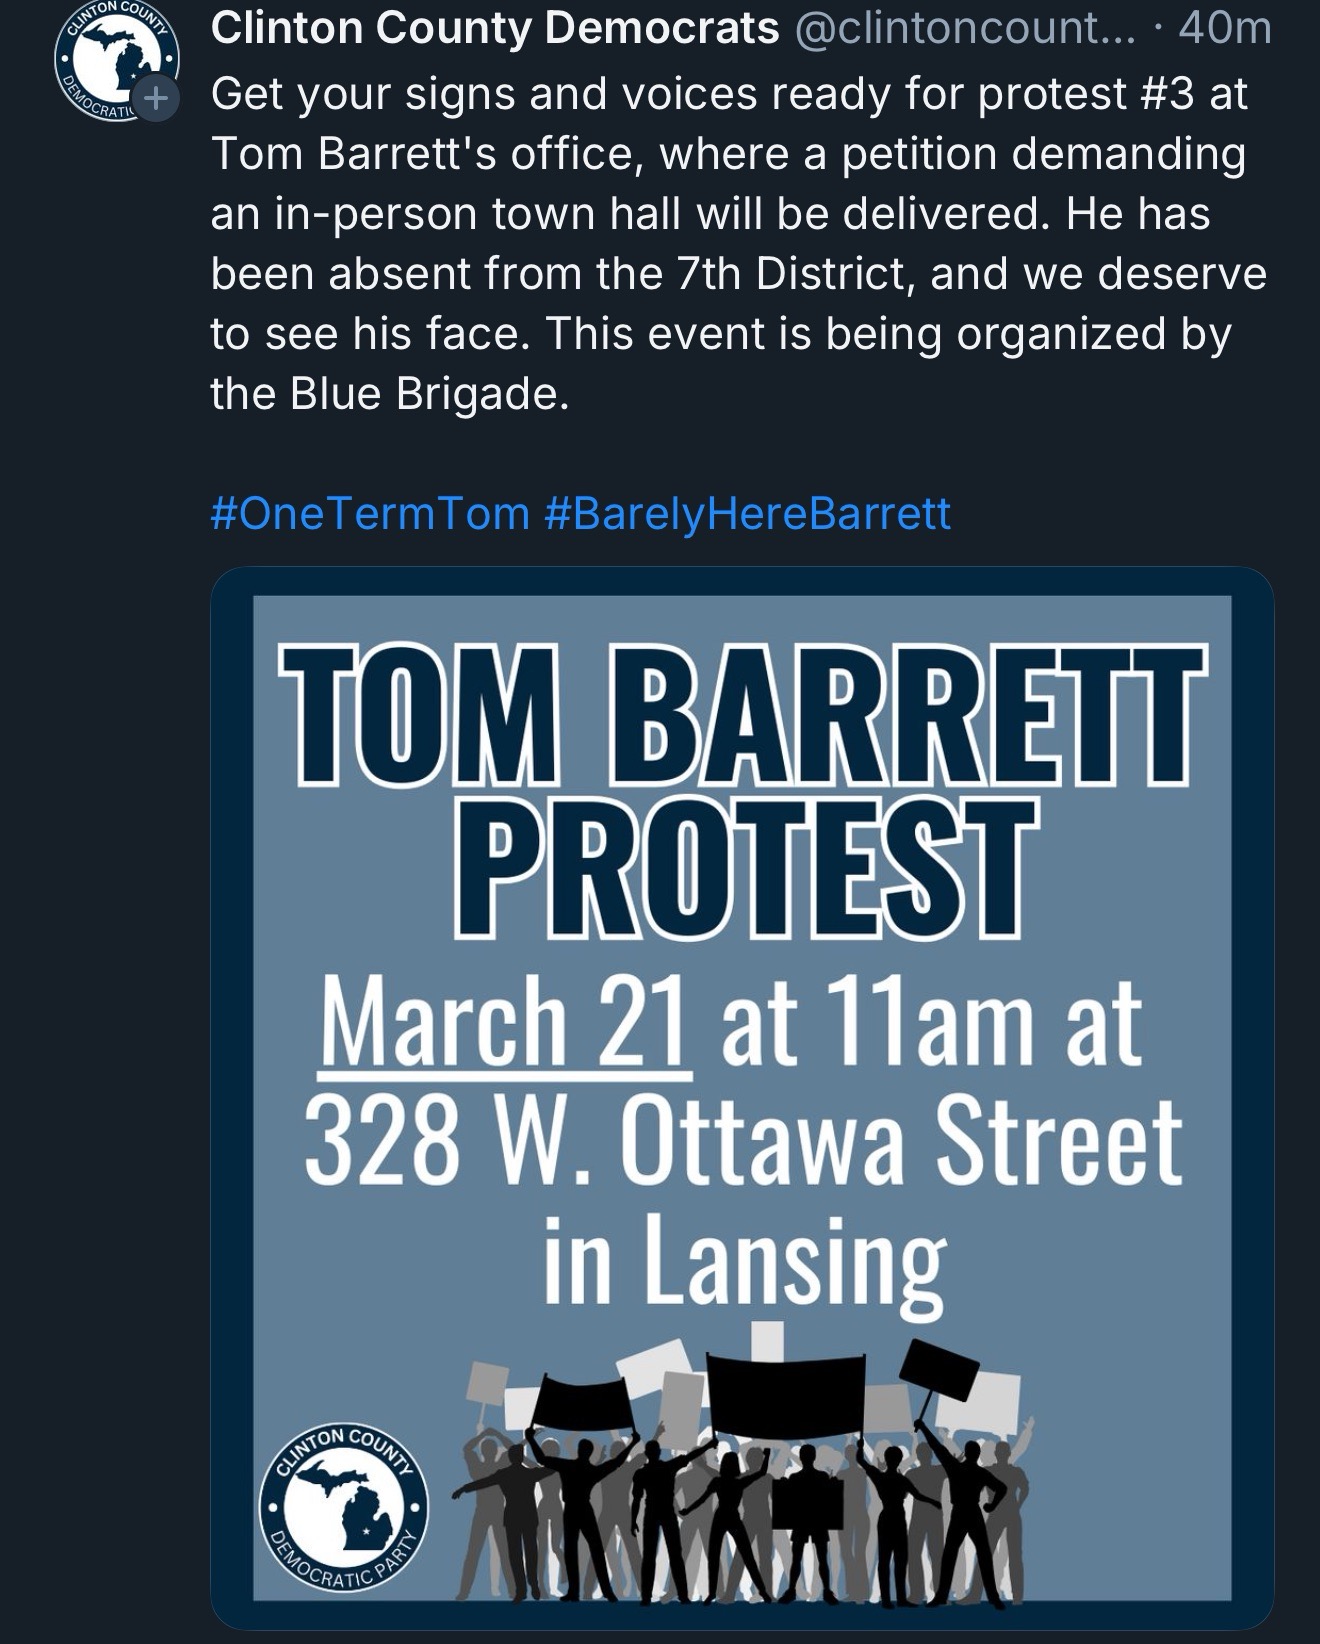 CLINTON COUNTY
DEMOCRATIC
Clinton County Democrats @clintoncount... · 40m
Get your signs and voices ready for protest #3 at
Tom Barrett's office, where a petition demanding
an in-person town hall will be delivered. He has
been absent from the 7th District, and we deserve
to see his face. This event is being organized by
the Blue Brigade.
#OneTermTom #BarelyHereBarrett
TOM BARRETT
PROTEST
March 21 at 11am at
328 W. Ottawa Street
in Lansing
CLINTON COUNTY
DEMOCRATIC PARTY